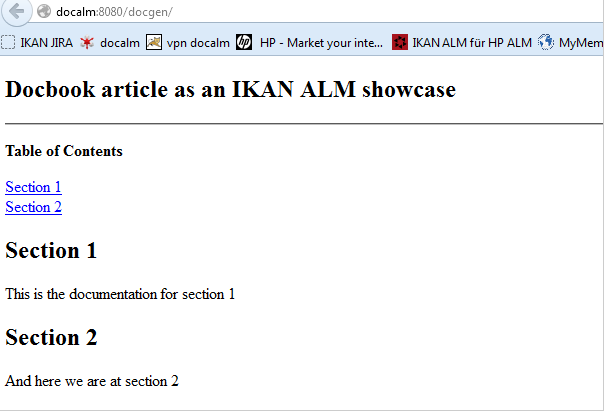 docalm:8080/docgen/
IKAN JIRA docalm vpn docalm HP - Market your inte... IKAN ALM für HP ALM MyMem
Docbook article as an IKAN ALM showcase
Table of Contents
Section 1
Section 2
Section 1
This is the documentation for section 1
Section 2
And here we are at section 2